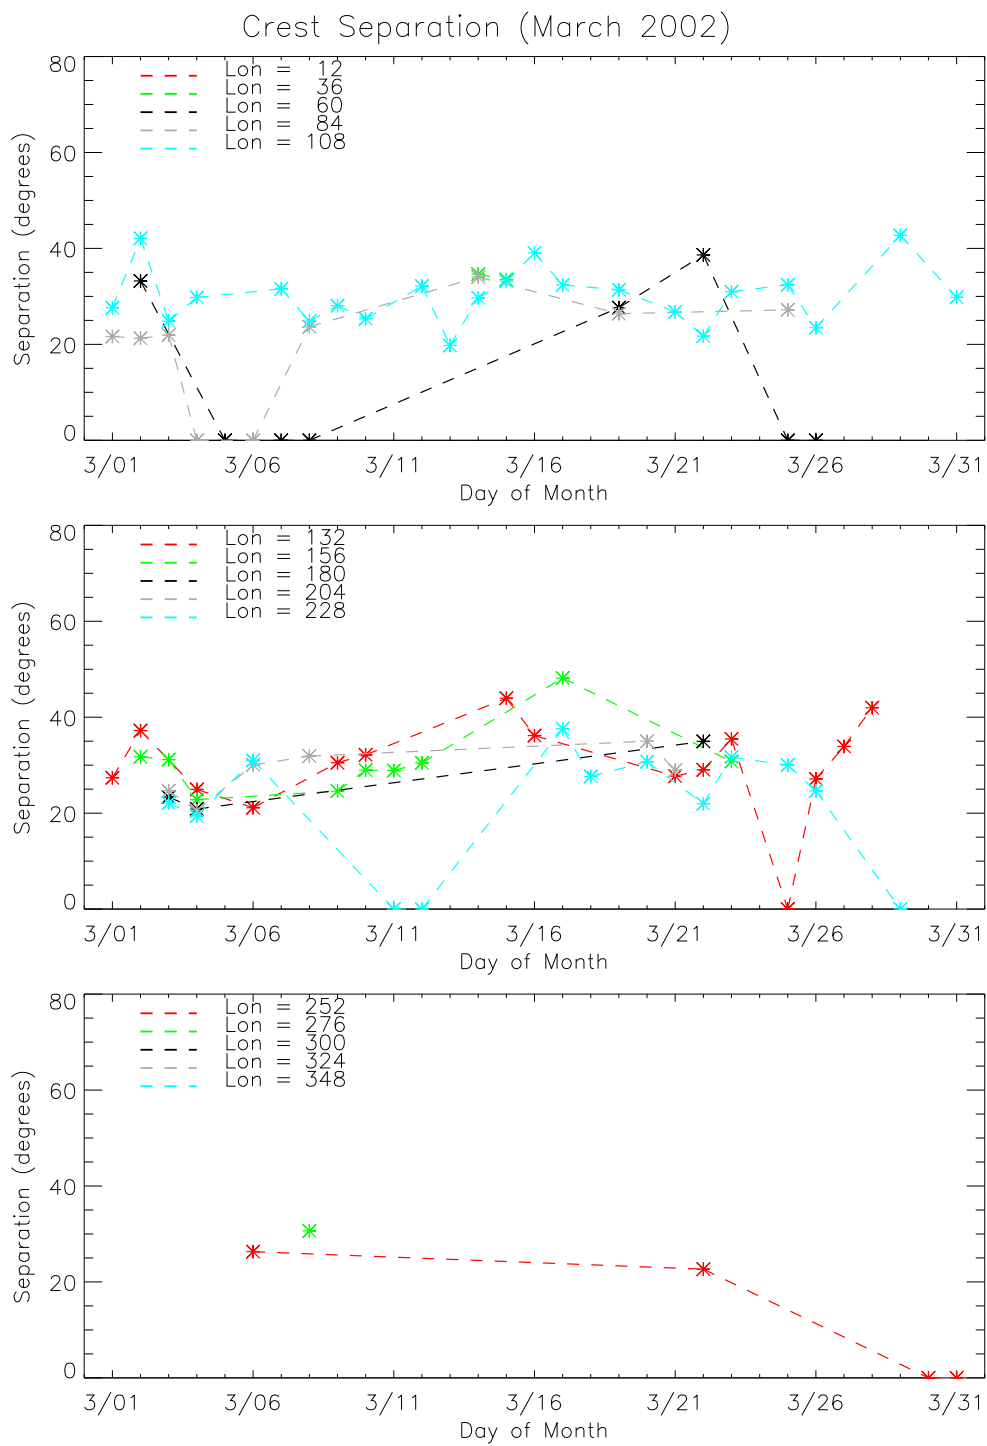 Crest Separation (March 2002)
80
Lon = 12
Lon = 36
Lon = 60
Lon = 84
Lon = 108
60
40
20
0
Separation (degrees)
3/01 3/06 3/11 3/16 3/21 3/26 3/31
Day of Month
80
Lon = 132
Lon = 156
Lon = 180
Lon = 204
Lon = 228
60
40
20
0
Separation (degrees)
3/01 3/06 3/11 3/16 3/21 3/26 3/31
Day of Month
80
Lon = 252
Lon = 276
Lon = 300
Lon = 324
Lon = 348
60
40
20
0
Separation (degrees)
3/01 3/06 3/11 3/16 3/21 3/26 3/31
Day of Month